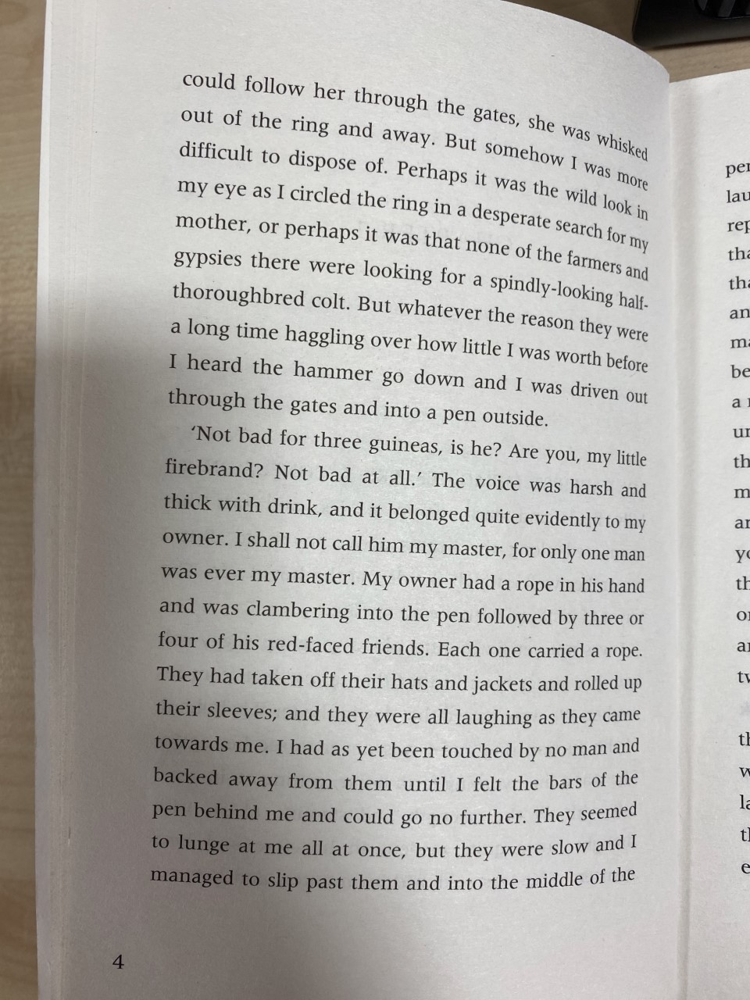 could follow her through the gates, she was whisked
out of the ring and away. But somehow I was more
difficult to dispose of. Perhaps it was the wild look in
my eye as I circled the ring in a desperate search for my
mother, or perhaps it was that none of the farmers and
gypsies there were looking for a spindly-looking half-
thoroughbred colt. But whatever the reason they were
a long time haggling over how little I was worth before
I heard the hammer go down and I was driven out
through the gates and into a pen outside.
‘Not bad for three guineas, is he? Are you, my little
firebrand? Not bad at all.’ The voice was harsh and
thick with drink, and it belonged quite evidently to my
owner. I shall not call him my master, for only one man
was ever my master. My owner had a rope in his hand
and was clambering into the pen followed by three or
four of his red-faced friends. Each one carried a rope.
They had taken off their hats and jackets and rolled up
their sleeves; and they were all laughing as they came
towards me. I had as yet been touched by no man and
backed away from them until I felt the bars of the
pen behind me and could go no further. They seemed
to lunge at me all at once, but they were slow and I
managed to slip past them and into the middle of the
4